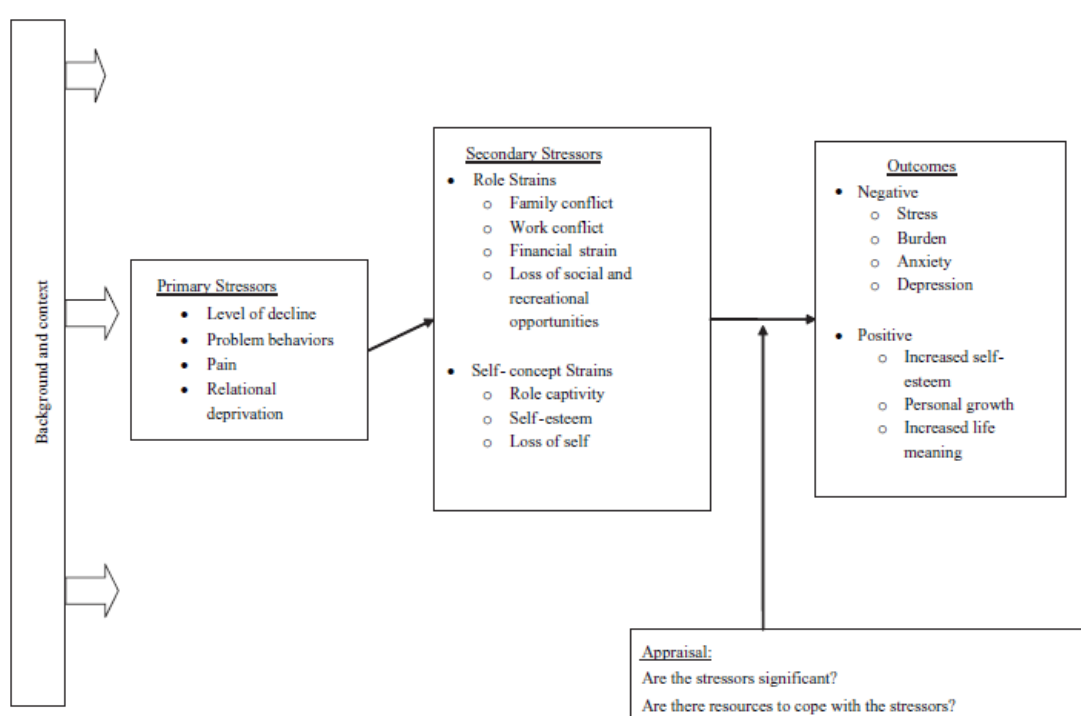 Background and context
Primary Stressors
• Level of decline
• Problem behaviors
• Pain
• Relational
deprivation
Secondary Stressors
• Role Strains
o Family conflict
o Work conflict
o Financial strain
o Loss of social and
recreational
opportunities
• Self- concept Strains
o Role captivity
o Self-esteem
o Loss of self
Outcomes
• Negative
o Stress
o Burden
o Anxiety
o Depression
• Positive
o Increased self-
esteem
o Personal growth
o Increased life
meaning
Appraisal:
Are the stressors significant?
Are there resources to cope with the stressors?